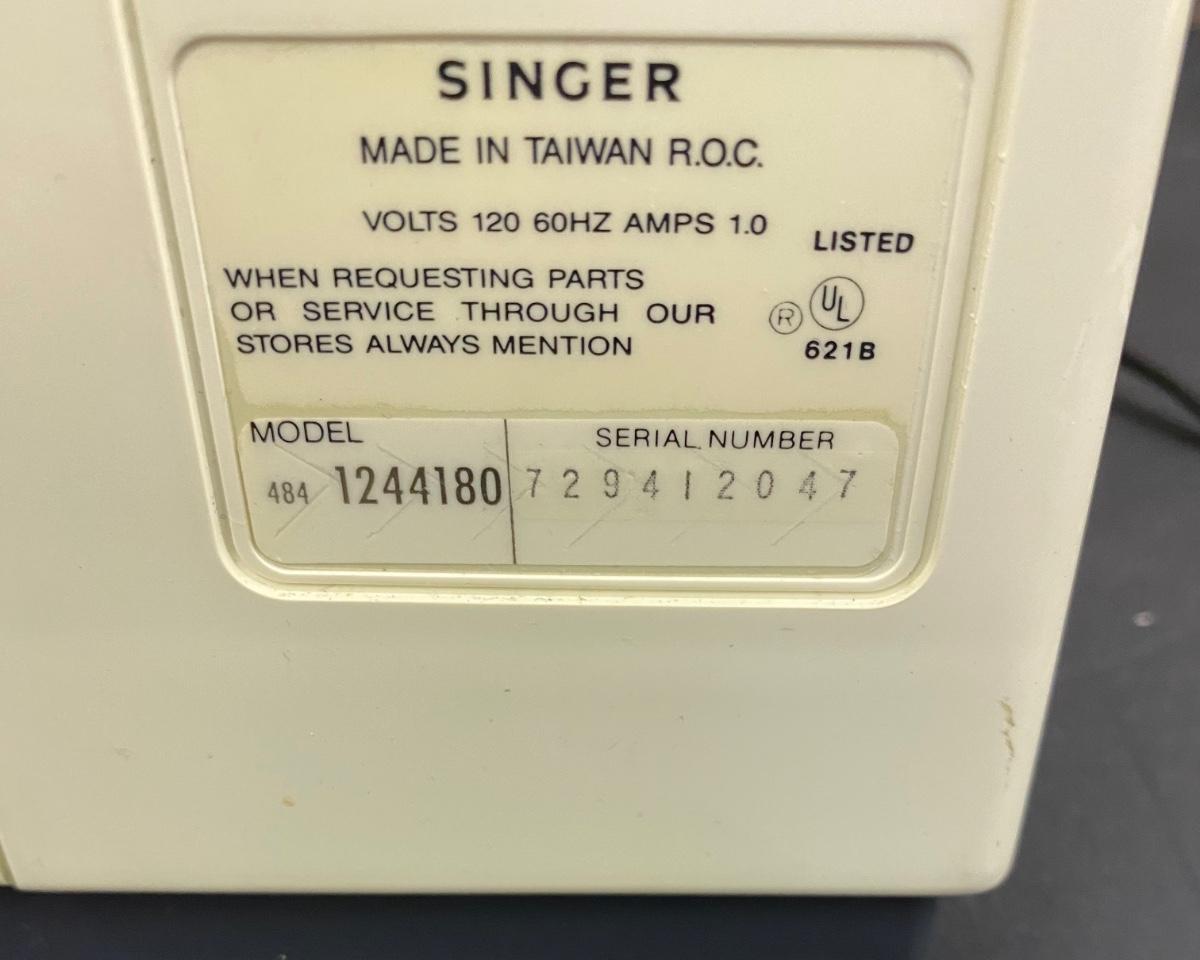 SINGER
MADE IN TAIWAN R.O.C.
VOLTS 120 60HZ AMPS 1.0
LISTED
WHEN REQUESTING PARTS
OR SERVICE THROUGH OUR
STORES ALWAYS MENTION
® UL
621B
MODEL
484 1244180
SERIAL NUMBER
729412047